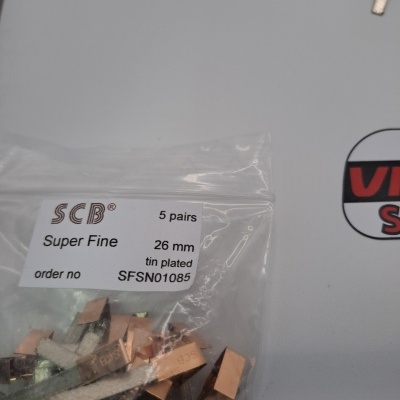 SCB® 5 pairs
Super Fine 26 mm
tin plated
order no SFSN01085